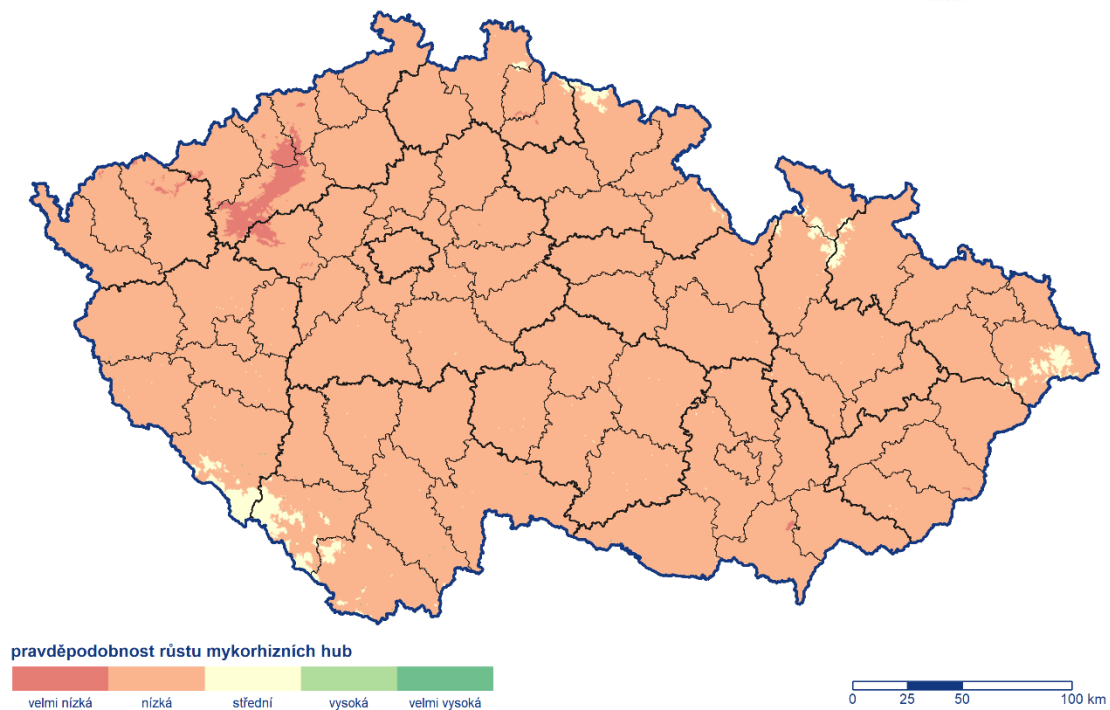 pravděpodobnost růstu mykorhizních hub
velmi nízká nízká střední vysoká velmi vysoká
0 25 50 100 km